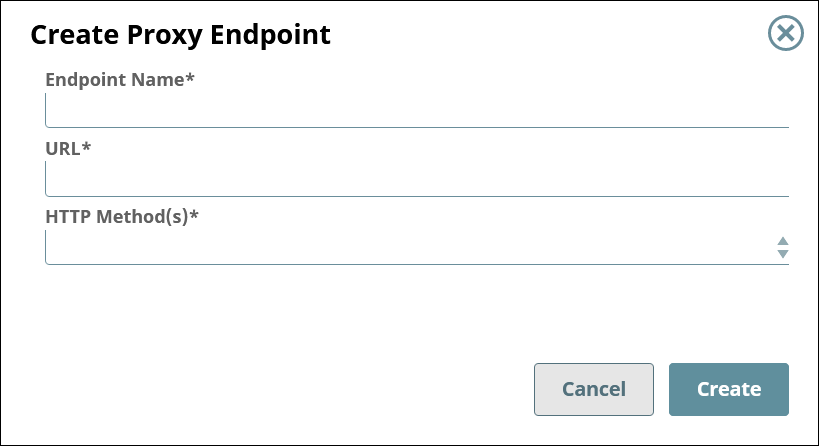 Create Proxy Endpoint
Endpoint Name*
URL*
HTTP Method(s)*
Cancel
Create